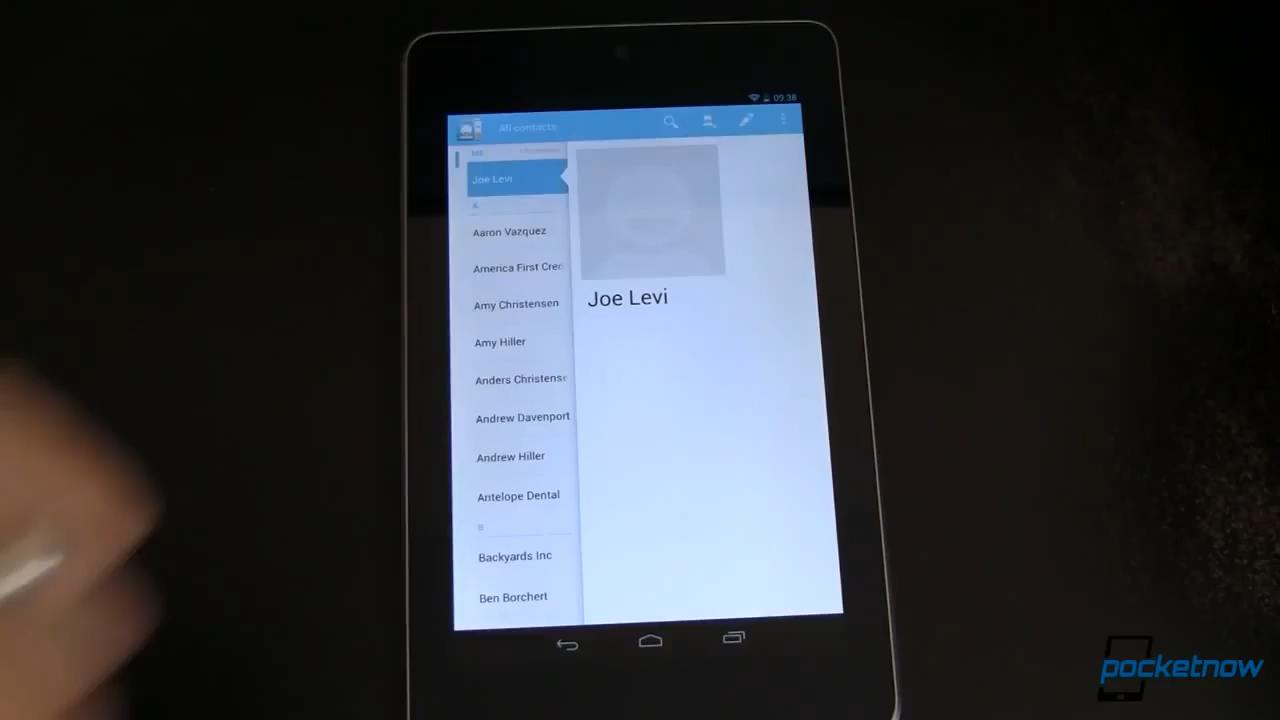 09:38
All contacts
ME
Joe Levi
A
Aaron Vazquez
America First Cred
Amy Christensen
Amy Hiller
Anders Christense
Andrew Davenport
Andrew Hiller
Antelope Dental
B
Backyards Inc
Ben Borchert
Joe Levi
pocketnow